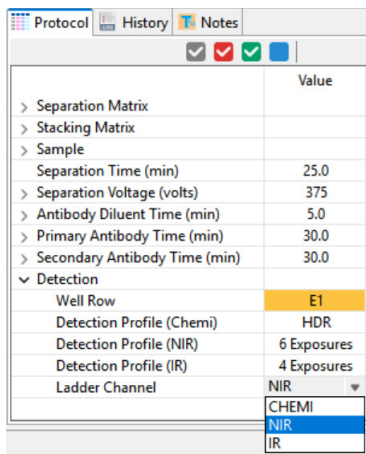 Protocol History Notes
Value
Separation Matrix
Stacking Matrix
Sample
Separation Time (min) 25.0
Separation Voltage (volts) 375
Antibody Diluent Time (min) 5.0
Primary Antibody Time (min) 30.0
Secondary Antibody Time (min) 30.0
Detection
Well Row E1
Detection Profile (Chemi) HDR
Detection Profile (NIR) 6 Exposures
Detection Profile (IR) 4 Exposures
Ladder Channel NIR
CHEMI
NIR
IR